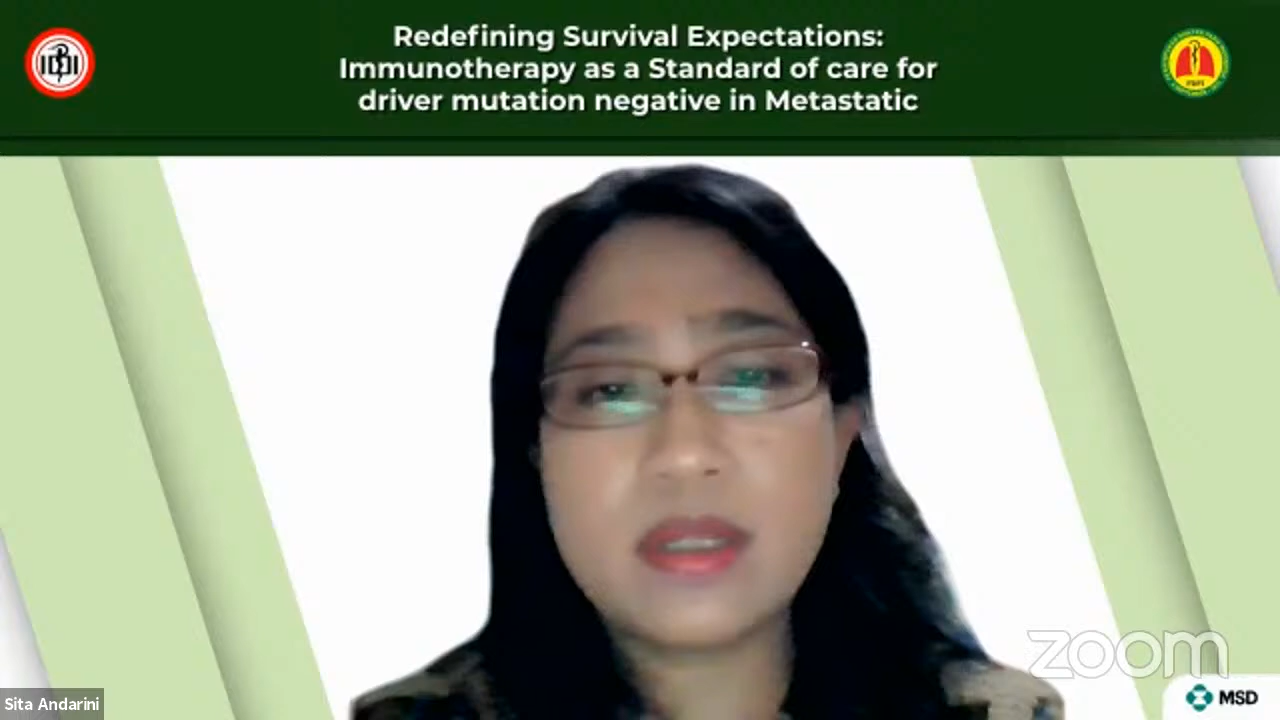 Redefining Survival Expectations:
Immunotherapy as a Standard of care for
driver mutation negative in Metastatic
zoom
MSD
Sita Andarini